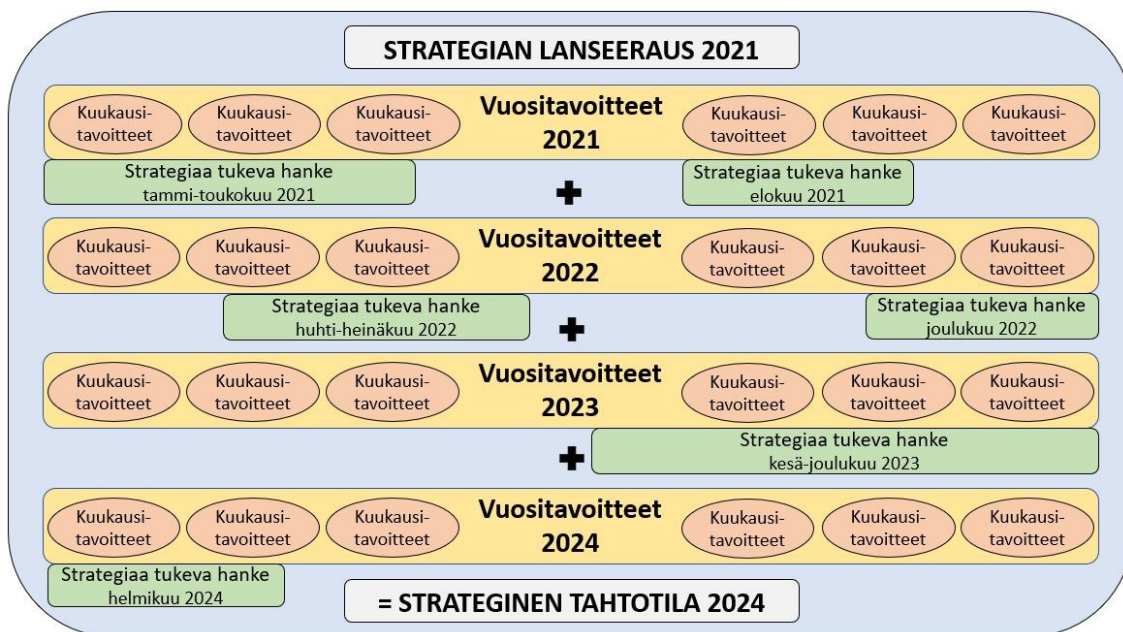 STRATEGIAN LANSEERAUS 2021
Kuukausi-
tavoitteet
Kuukausi-
tavoitteet
Kuukausi-
tavoitteet
Vuositavoitteet
2021
Kuukausi-
tavoitteet
Kuukausi-
tavoitteet
Kuukausi-
tavoitteet
Strategiaa tukeva hanke
tammi-toukokuu 2021
+
Strategiaa tukeva hanke
elokuu 2021
Kuukausi-
tavoitteet
Kuukausi-
tavoitteet
Kuukausi-
tavoitteet
Vuositavoitteet
2022
Kuukausi-
tavoitteet
Kuukausi-
tavoitteet
Kuukausi-
tavoitteet
Strategiaa tukeva hanke
huhti-heinäkuu 2022
+
Strategiaa tukeva hanke
joulukuu 2022
Kuukausi-
tavoitteet
Kuukausi-
tavoitteet
Kuukausi-
tavoitteet
Vuositavoitteet
2023
Kuukausi-
tavoitteet
Kuukausi-
tavoitteet
Kuukausi-
tavoitteet
+
Strategiaa tukeva hanke
kesä-joulukuu 2023
Kuukausi-
tavoitteet
Kuukausi-
tavoitteet
Kuukausi-
tavoitteet
Vuositavoitteet
2024
Kuukausi-
tavoitteet
Kuukausi-
tavoitteet
Kuukausi-
tavoitteet
Strategiaa tukeva hanke
helmikuu 2024
= STRATEGINEN TAHTOTILA 2024